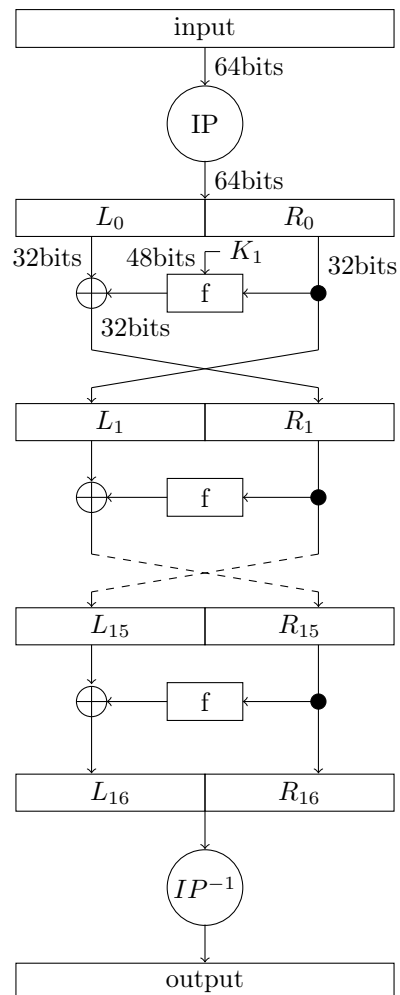 input
64bits
IP
64bits
L₀ R₀
32bits 48bits K₁ 32bits
f
32bits
L₁ R₁
f
L₁₅ R₁₅
f
L₁₆ R₁₆
IP⁻¹
output